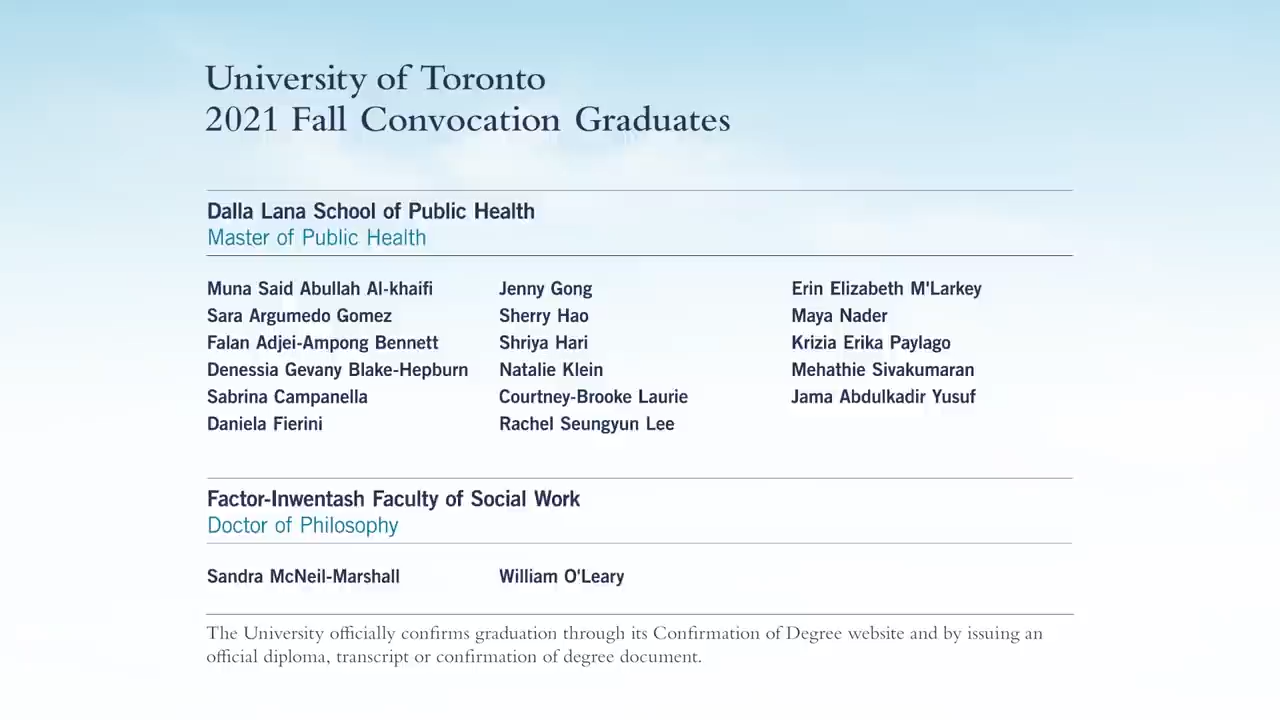 University of Toronto
2021 Fall Convocation Graduates
Dalla Lana School of Public Health
Master of Public Health
Muna Said Abullah Al-khaifi
Sara Argumedo Gomez
Falan Adjei-Ampong Bennett
Denessia Gevany Blake-Hepburn
Sabrina Campanella
Daniela Fierini
Jenny Gong
Sherry Hao
Shriya Hari
Natalie Klein
Courtney-Brooke Laurie
Rachel Seungyun Lee
Erin Elizabeth M'Larkey
Maya Nader
Krizia Erika Paylago
Mehathie Sivakumaran
Jama Abdulkadir Yusuf
Factor-Inwentash Faculty of Social Work
Doctor of Philosophy
Sandra McNeil-Marshall
William O'Leary
The University officially confirms graduation through its Confirmation of Degree website and by issuing an
official diploma, transcript or confirmation of degree document.